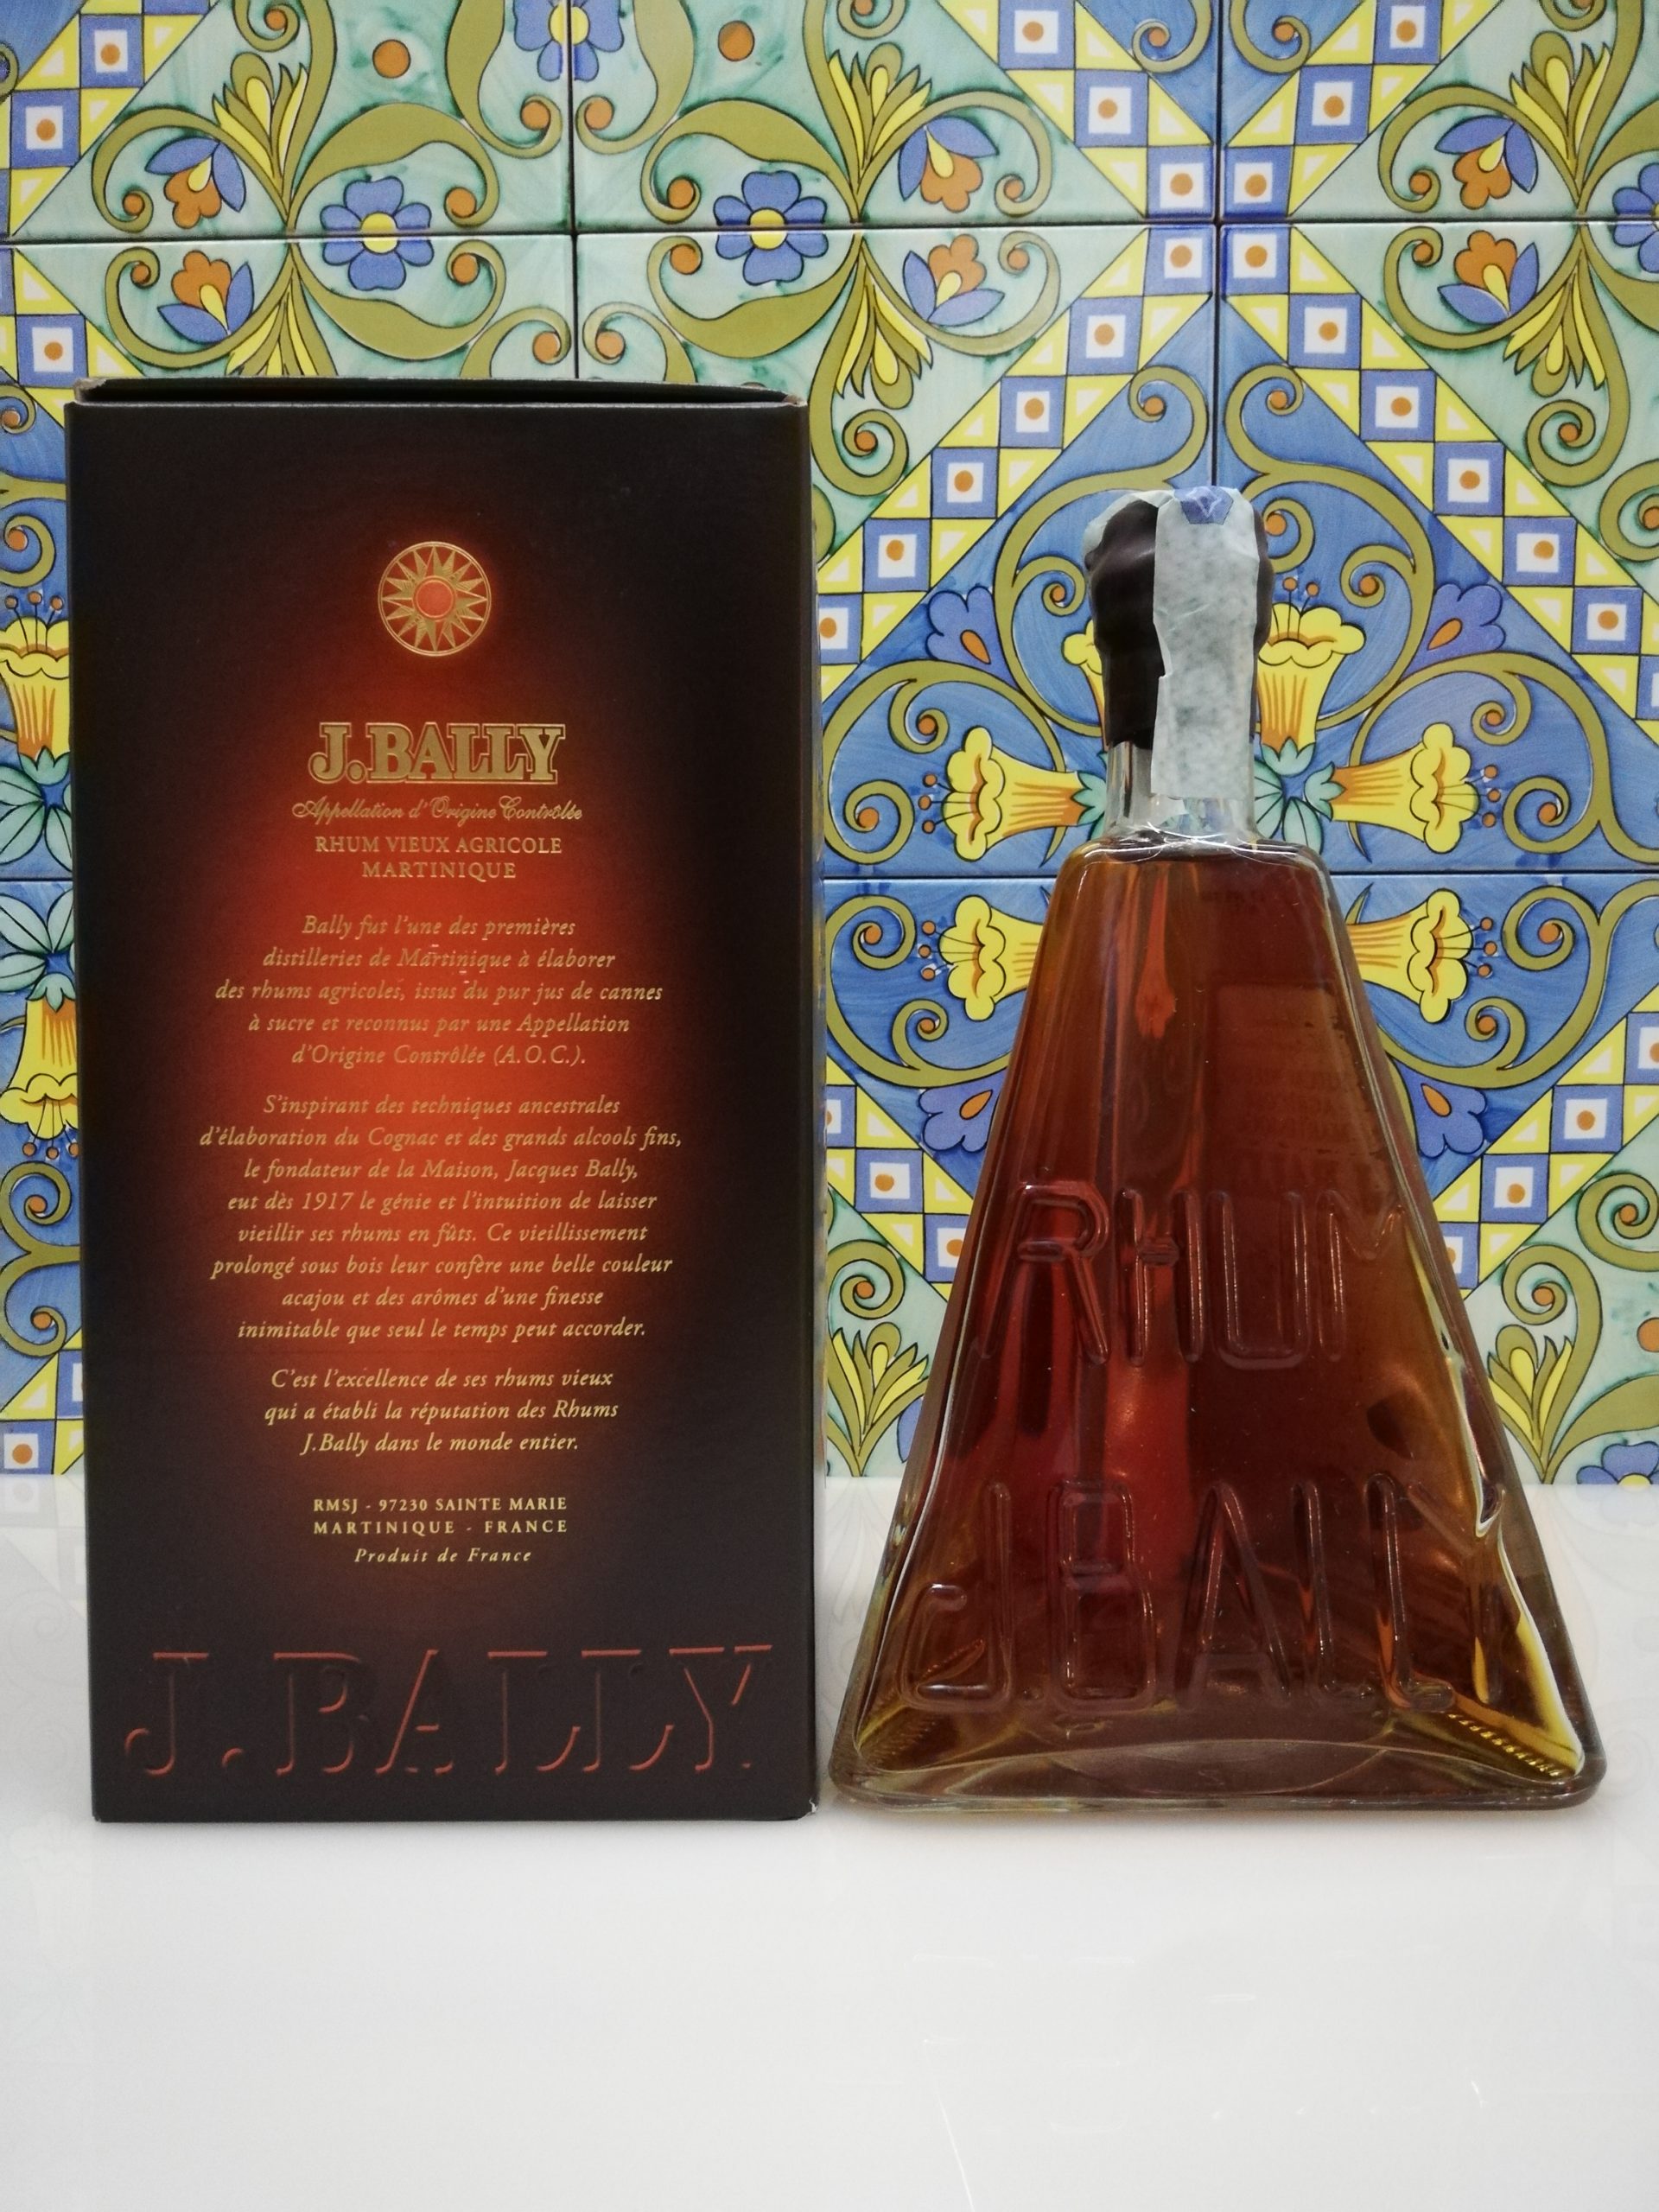 J.BALLY
Appellation d'Origine Contrôlée
RHUM VIEUX AGRICOLE
MARTINIQUE
Bally fut l'une des premières
distilleries de Martinique à élaborer
des rhums agricoles, issus du pur jus de cannes
à sucre et reconnus par une Appellation
d'Origine Contrôlée (A.O.C.).
S'inspirant des techniques ancestrales
d'élaboration du Cognac et des grands alcools fins,
le fondateur de la Maison, Jacques Bally,
eut dès 1917 le génie et l'intuition de laisser
vieillir ses rhums en fûts. Ce vieillissement
prolongé sous bois leur confère une belle couleur
acajou et des arômes d'une finesse
inimitable que seul le temps peut accorder.
C'est l'excellence de ses rhums vieux
qui a établi la réputation des Rhums
J.Bally dans le monde entier.
RMSJ - 97230 SAINTE MARIE
MARTINIQUE - FRANCE
Produit de France
J.BALLY
RHUM
J.BALLY